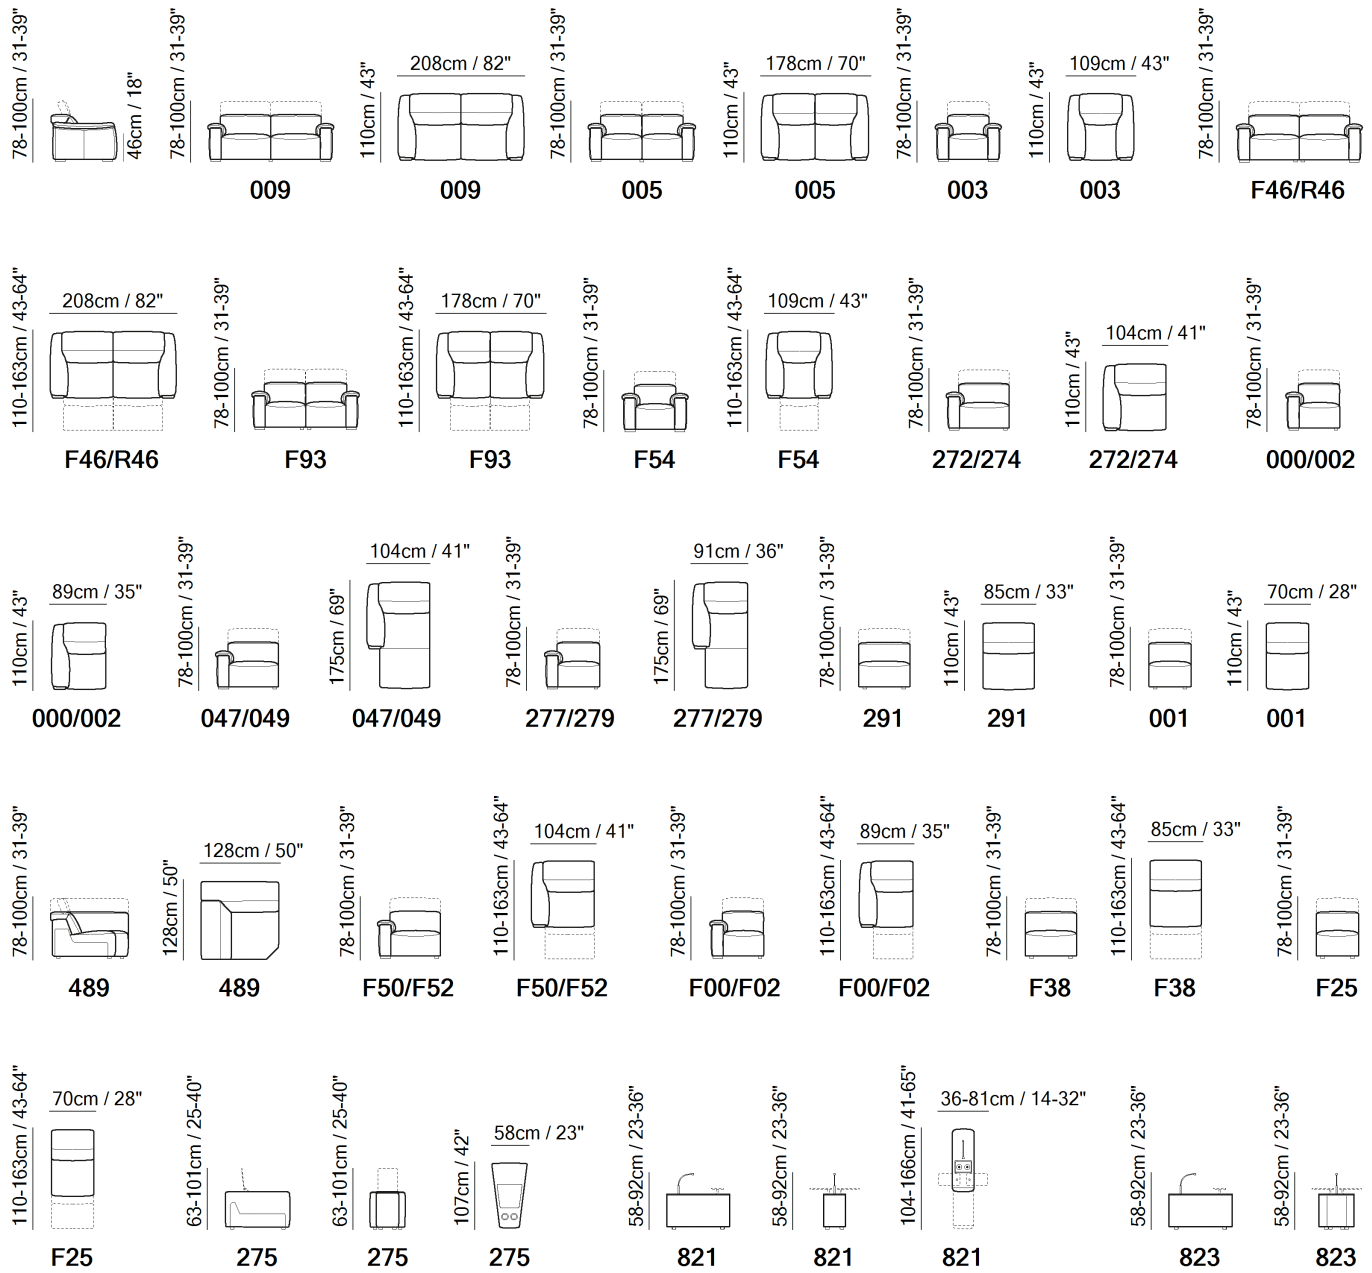 78-100cm / 31-39"
46cm / 18"
78-100cm / 31-39"
009
110cm / 43"
208cm / 82"
009
78-100cm / 31-39"
005
110cm / 43"
178cm / 70"
005
78-100cm / 31-39"
003
110cm / 43"
109cm / 43"
003
78-100cm / 31-39"
F46/R46
110-163cm / 43-64"
208cm / 82"
F46/R46
78-100cm / 31-39"
F93
110-163cm / 43-64"
178cm / 70"
F93
78-100cm / 31-39"
F54
110-163cm / 43-64"
109cm / 43"
F54
78-100cm / 31-39"
272/274
110cm / 43"
104cm / 41"
272/274
78-100cm / 31-39"
000/002
110cm / 43"
89cm / 35"
000/002
78-100cm / 31-39"
047/049
175cm / 69"
104cm / 41"
047/049
78-100cm / 31-39"
277/279
175cm / 69"
91cm / 36"
277/279
78-100cm / 31-39"
291
110cm / 43"
85cm / 33"
291
78-100cm / 31-39"
001
110cm / 43"
70cm / 28"
001
78-100cm / 31-39"
489
128cm / 50"
128cm / 50"
489
78-100cm / 31-39"
F50/F52
110-163cm / 43-64"
104cm / 41"
F50/F52
78-100cm / 31-39"
F00/F02
110-163cm / 43-64"
89cm / 35"
F00/F02
78-100cm / 31-39"
F38
110-163cm / 43-64"
85cm / 33"
F38
78-100cm / 31-39"
F25
110-163cm / 43-64"
70cm / 28"
F25
63-101cm / 25-40"
275
63-101cm / 25-40"
275
107cm / 42"
58cm / 23"
275
58-92cm / 23-36"
821
58-92cm / 23-36"
821
104-166cm / 41-65"
36-81cm / 14-32"
821
58-92cm / 23-36"
823
58-92cm / 23-36"
823